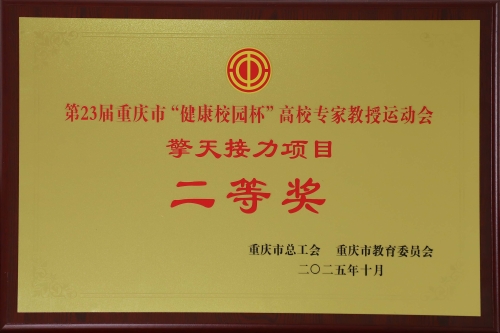 第23届重庆市“健康校园杯”高校专家教授运动会
擎天接力项目
二等奖
重庆市总工会 重庆市教育委员会
二〇二五年十月